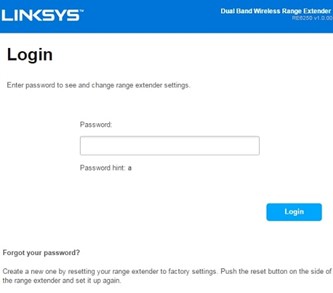 LINKSYS™
Dual Band Wireless Range Extender
RE6250 v1.0.00
Login
Enter password to see and change range extender settings.
Password:
Password hint: a
Login
Forgot your password?
Create a new one by resetting your range extender to factory settings. Push the reset button on the side of
the range extender and set it up again.